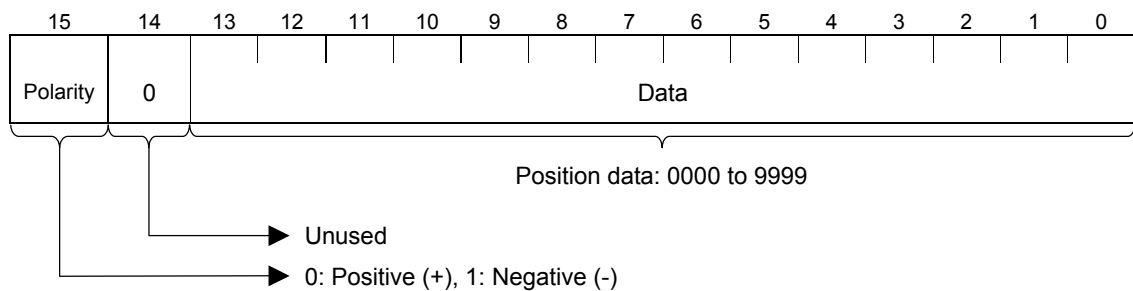 15 14 13 12 11 10 9 8 7 6 5 4 3 2 1 0
Polarity 0 Data
Position data: 0000 to 9999
Unused
0: Positive (+), 1: Negative (-)